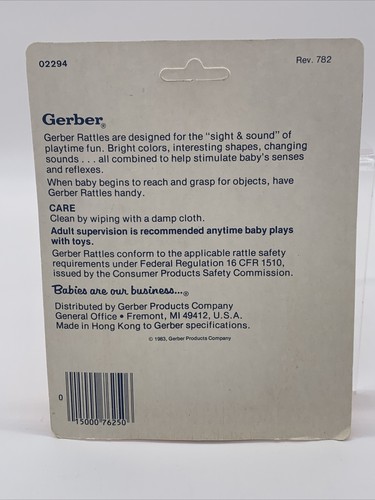 02294
Rev. 782
Gerber®
Gerber Rattles are designed for the "sight & sound" of
playtime fun. Bright colors, interesting shapes, changing
sounds . . . all combined to help stimulate baby's senses
and reflexes.
When baby begins to reach and grasp for objects, have
Gerber Rattles handy.
CARE
Clean by wiping with a damp cloth.
Adult supervision is recommended anytime baby plays
with toys.
Gerber Rattles conform to the applicable rattle safety
requirements under Federal Regulation 16 CFR 1510,
issued by the Consumer Products Safety Commission.
Babies are our business...®
Distributed by Gerber Products Company
General Office • Fremont, MI 49412, U.S.A.
Made in Hong Kong to Gerber specifications.
© 1983, Gerber Products Company
0
15000 76250